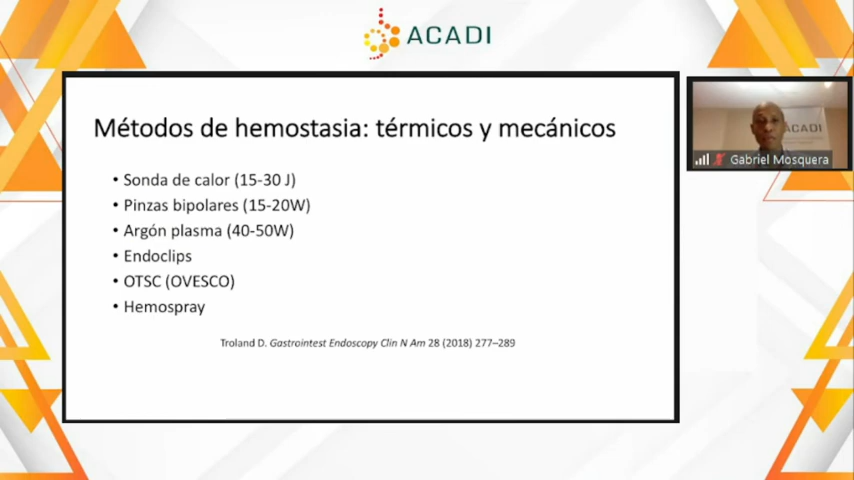 ACADI
Métodos de hemostasia: térmicos y mecánicos
• Sonda de calor (15-30 J)
• Pinzas bipolares (15-20W)
• Argón plasma (40-50W)
• Endoclips
• OTSC (OVESCO)
• Hemospray
Troland D. Gastrointest Endoscopy Clin N Am 28 (2018) 277–289
ACADI
Gabriel Mosquera